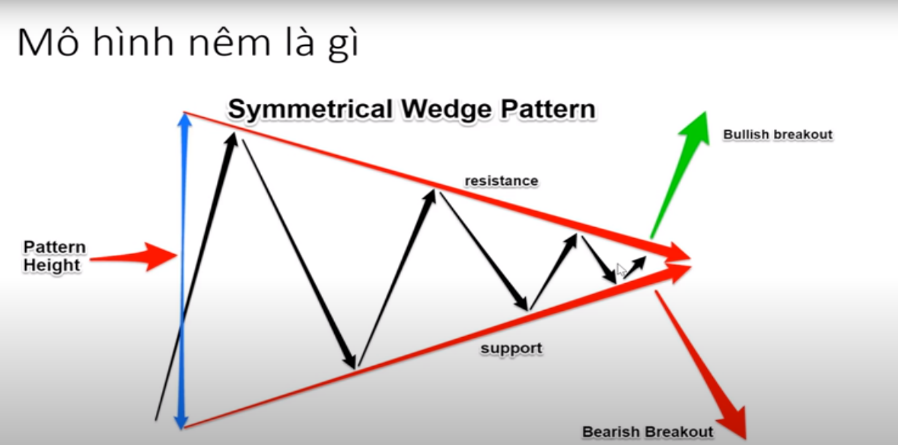 Mô hình nêm là gì
Symmetrical Wedge Pattern
Bullish breakout
resistance
Pattern
Height
support
Bearish Breakout